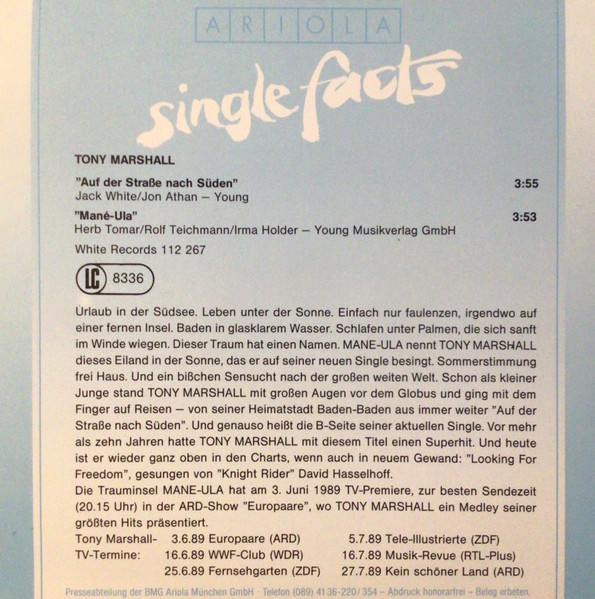 ARIOLA
single facts
TONY MARSHALL
"Auf der Straße nach Süden" 3:55
Jack White/Jon Athan – Young
"Mané-Ula" 3:53
Herb Tomar/Rolf Teichmann/Irma Holder – Young Musikverlag GmbH
White Records 112 267
LC 8336
Urlaub in der Südsee. Leben unter der Sonne. Einfach nur faulenzen, irgendwo auf
einer fernen Insel. Baden in glasklarem Wasser. Schlafen unter Palmen, die sich sanft
im Winde wiegen. Dieser Traum hat einen Namen. MANE-ULA nennt TONY MARSHALL
dieses Eiland in der Sonne, das er auf seiner neuen Single besingt. Sommerstimmung
frei Haus. Und ein bißchen Sensucht nach der großen weiten Welt. Schon als kleiner
Junge stand TONY MARSHALL mit großen Augen vor dem Globus und ging mit dem
Finger auf Reisen – von seiner Heimatstadt Baden-Baden aus immer weiter "Auf der
Straße nach Süden". Und genauso heißt die B-Seite seiner aktuellen Single. Vor mehr
als zehn Jahren hatte TONY MARSHALL mit diesem Titel einen Superhit. Und heute
ist er wieder ganz oben in den Charts, wenn auch in neuem Gewand: "Looking For
Freedom", gesungen von "Knight Rider" David Hasselhoff.
Die Trauminsel MANE-ULA hat am 3. Juni 1989 TV-Premiere, zur besten Sendezeit
(20.15 Uhr) in der ARD-Show "Europaare", wo TONY MARSHALL ein Medley seiner
größten Hits präsentiert.
Tony Marshall- 3.6.89 Europaare (ARD) 5.7.89 Tele-Illustrierte (ZDF)
TV-Termine: 16.6.89 WWF-Club (WDR) 16.7.89 Musik-Revue (RTL-Plus)
25.6.89 Fernsehgarten (ZDF) 27.7.89 Kein schöner Land (ARD)
Presseabteilung der BMG Ariola München GmbH · Telefon (089) 41 36-220/354 – Abdruck honorarfrei – Beleg erbeten.